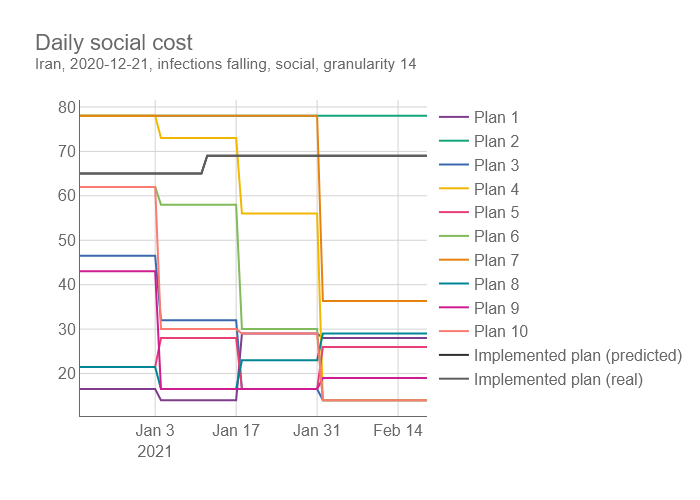 Daily social cost
Iran, 2020-12-21, infections falling, social, granularity 14
80
70
60
50
40
30
20
Jan 3
2021
Jan 17
Jan 31
Feb 14
Plan 1
Plan 2
Plan 3
Plan 4
Plan 5
Plan 6
Plan 7
Plan 8
Plan 9
Plan 10
Implemented plan (predicted)
Implemented plan (real)